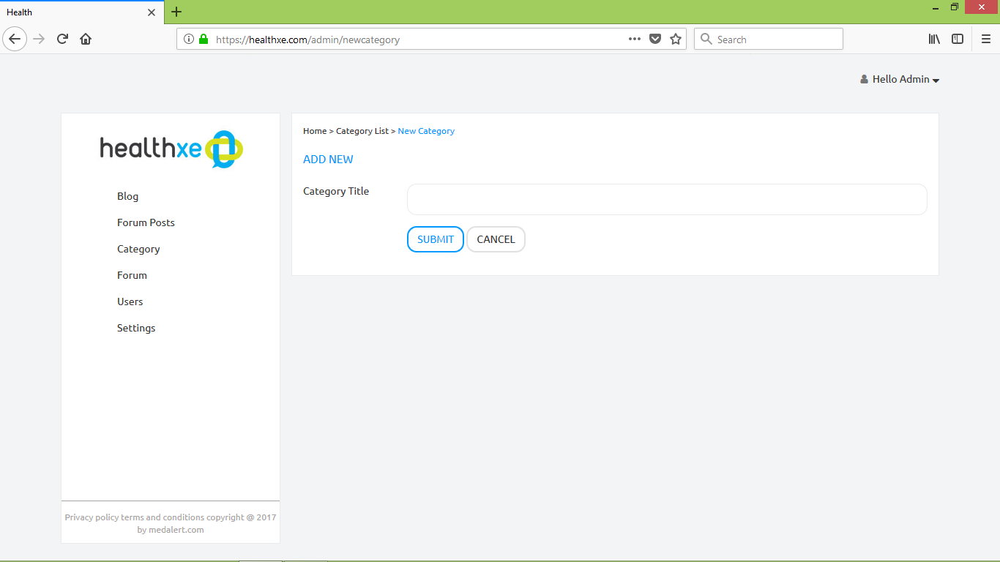 Health
https://healthxe.com/admin/newcategory
Search
Hello Admin
healthxe
Blog
Forum Posts
Category
Forum
Users
Settings
Privacy policy terms and conditions copyright @ 2017
by medalert.com
Home > Category List > New Category
ADD NEW
Category Title
SUBMIT CANCEL